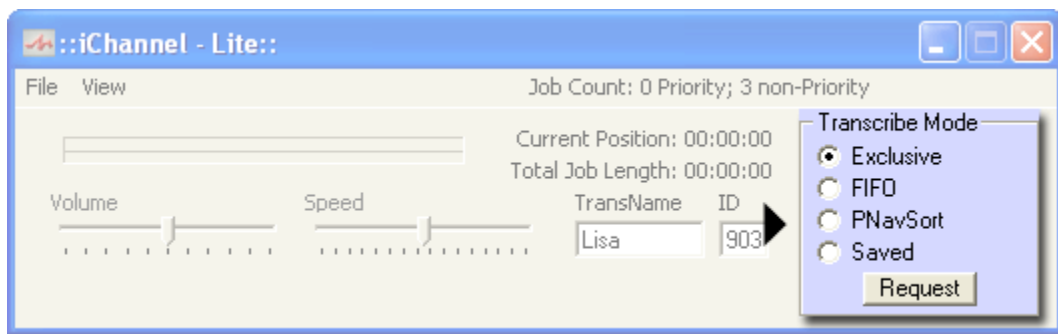 ::iChannel - Lite::
File View Job Count: 0 Priority; 3 non-Priority
Current Position: 00:00:00
Total Job Length: 00:00:00
Volume Speed TransName ID
Lisa 903
Transcribe Mode
Exclusive
FIFO
PNavSort
Saved
Request